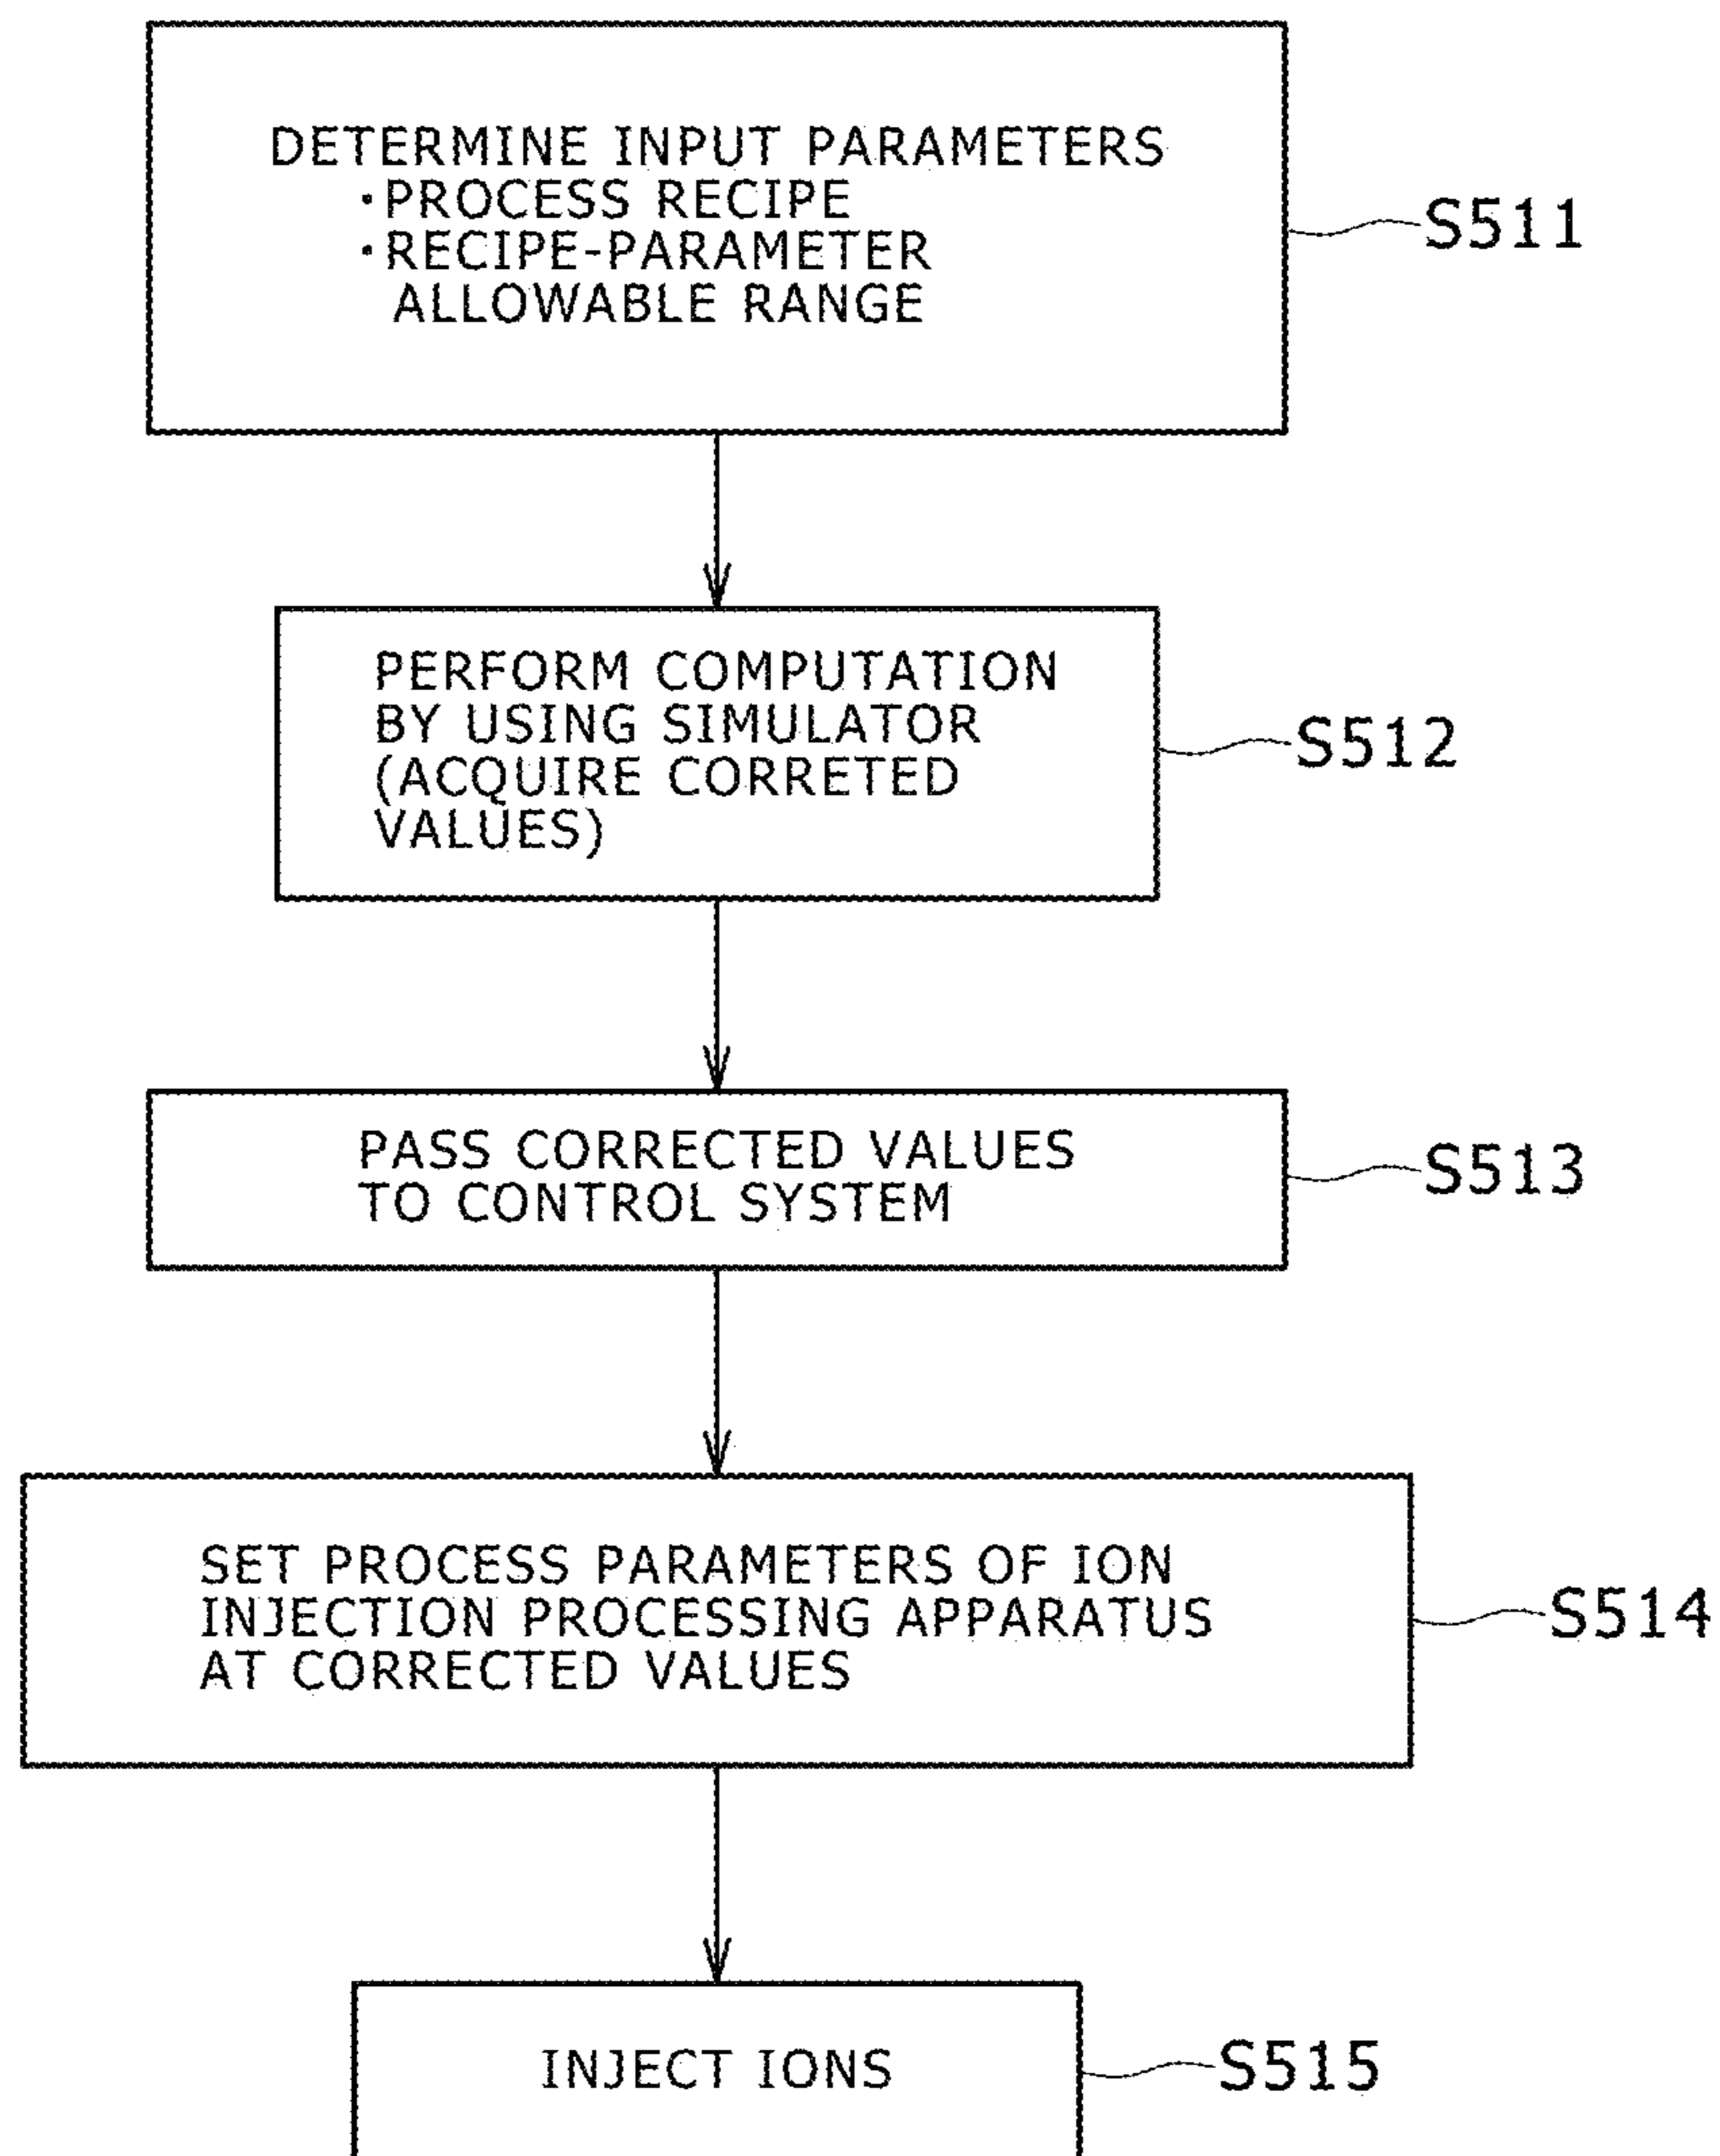 DETERMINE INPUT PARAMETERS
·PROCESS RECIPE
·RECIPE-PARAMETER
ALLOWABLE RANGE
S511
PERFORM COMPUTATION
BY USING SIMULATOR
(ACQUIRE CORRETED
VALUES)
S512
PASS CORRECTED VALUES
TO CONTROL SYSTEM
S513
SET PROCESS PARAMETERS OF ION
INJECTION PROCESSING APPARATUS
AT CORRECTED VALUES
S514
INJECT IONS
S515